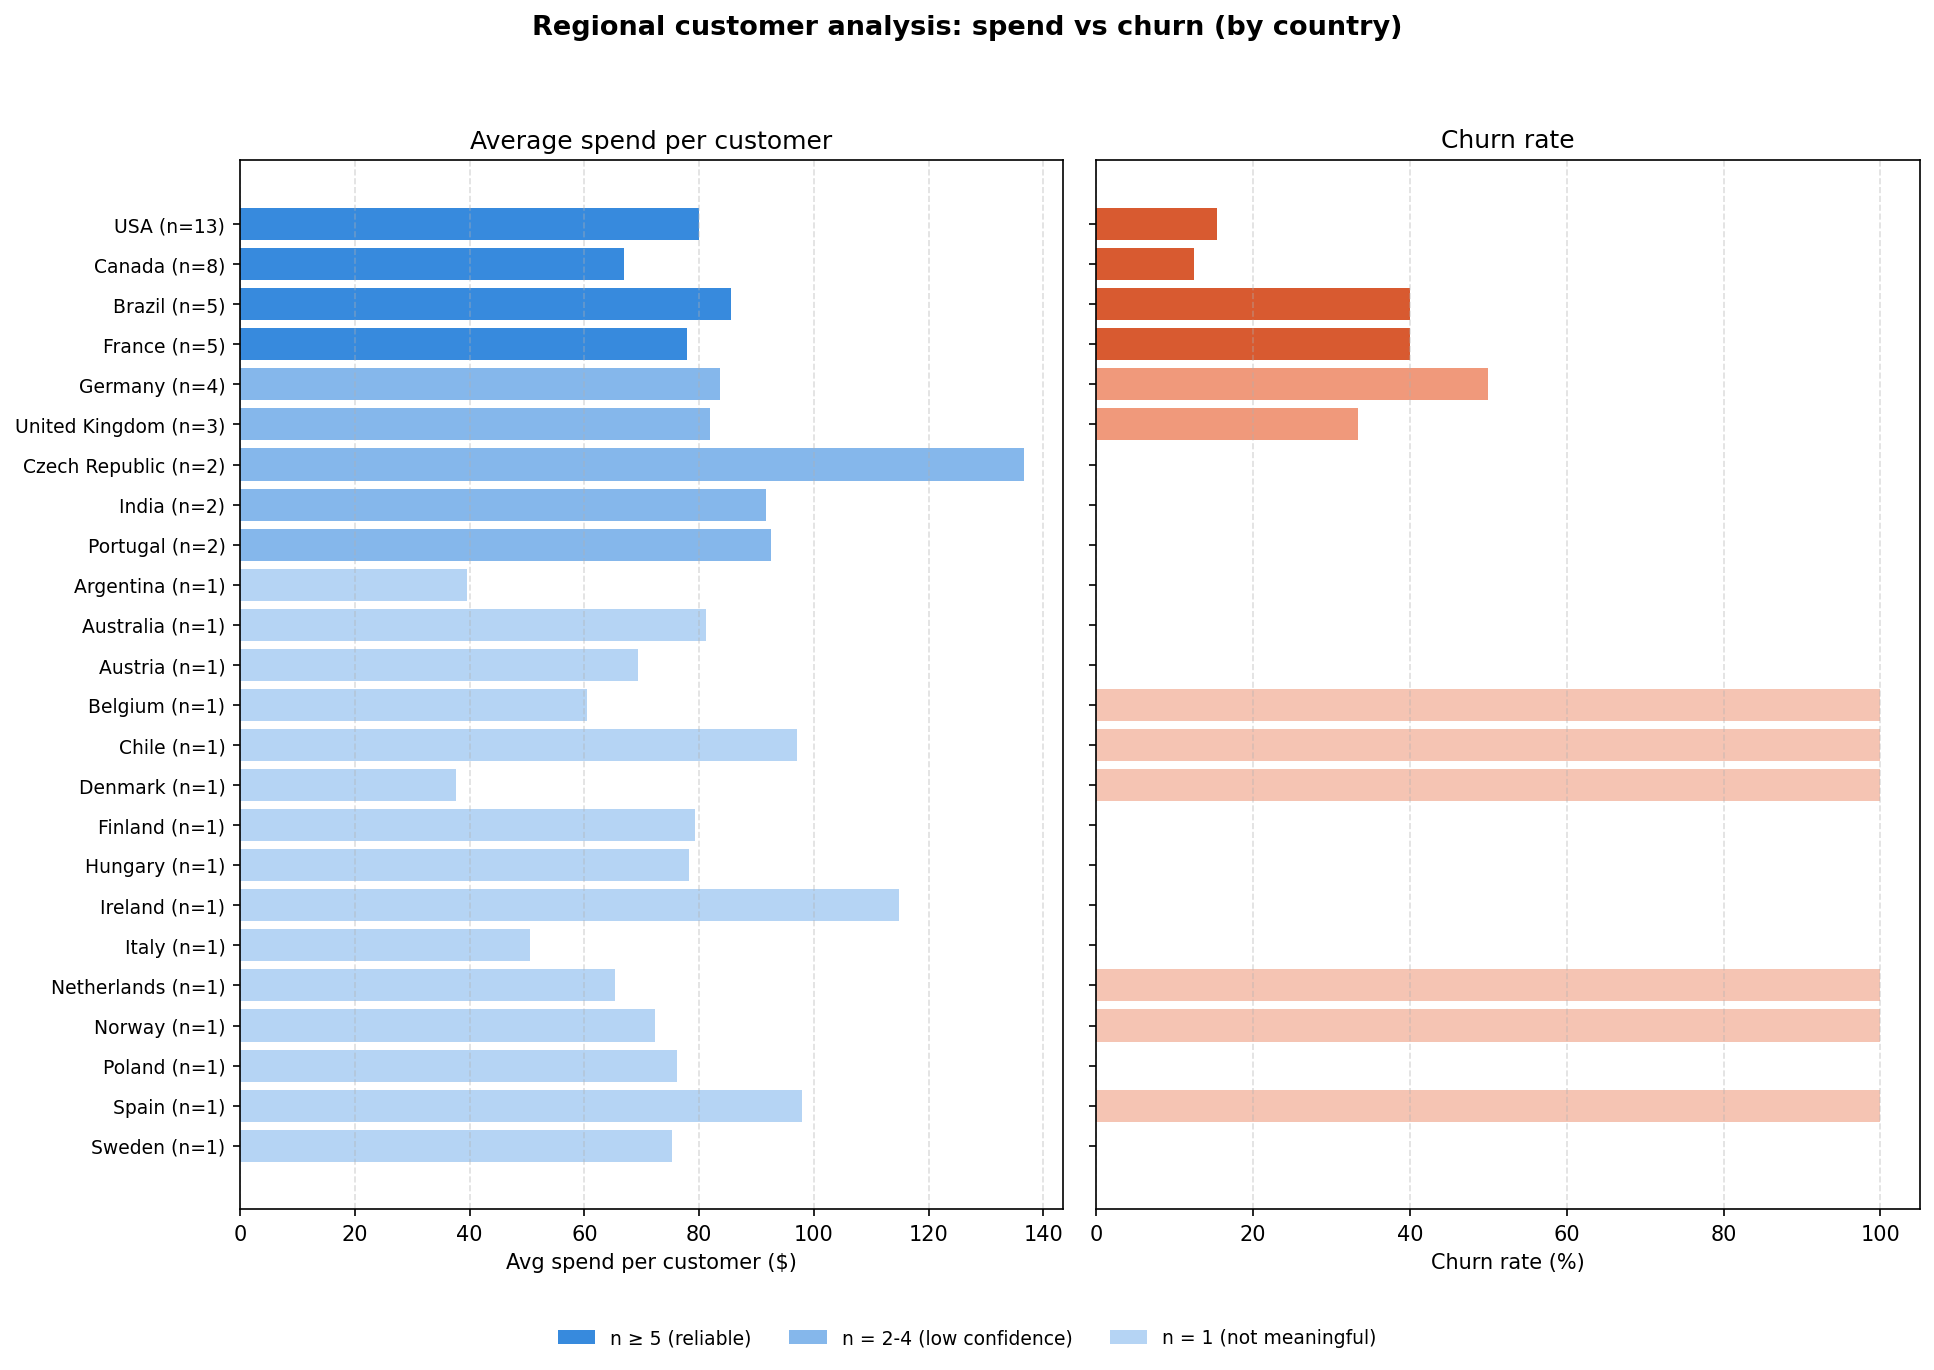 Regional customer analysis: spend vs churn (by country)
Average spend per customer
USA (n=13)
Canada (n=8)
Brazil (n=5)
France (n=5)
Germany (n=4)
United Kingdom (n=3)
Czech Republic (n=2)
India (n=2)
Portugal (n=2)
Argentina (n=1)
Australia (n=1)
Austria (n=1)
Belgium (n=1)
Chile (n=1)
Denmark (n=1)
Finland (n=1)
Hungary (n=1)
Ireland (n=1)
Italy (n=1)
Netherlands (n=1)
Norway (n=1)
Poland (n=1)
Spain (n=1)
Sweden (n=1)
0 20 40 60 80 100 120 140
Avg spend per customer ($)
Churn rate
0 20 40 60 80 100
Churn rate (%)
n ≥ 5 (reliable)
n = 2-4 (low confidence)
n = 1 (not meaningful)